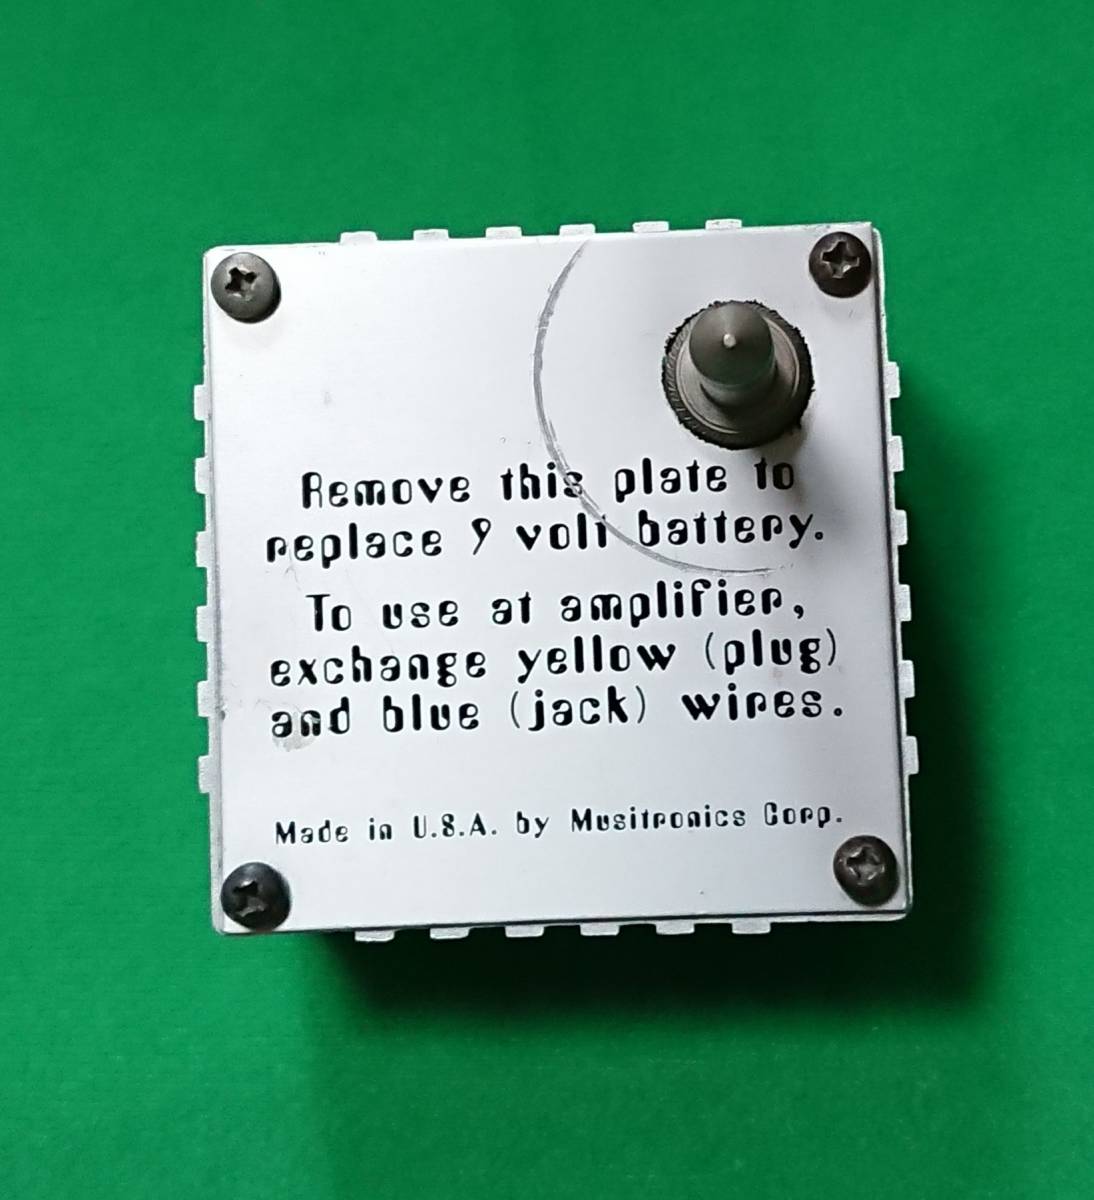 Remove this plate to
replace 9 volt battery.
To use at amplifier,
exchange yellow (plug)
and blue (jack) wires.
Made in U.S.A. by Musitronics Corp.